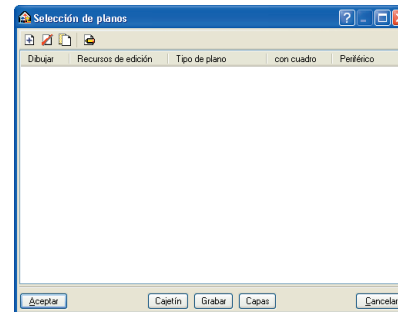 Selección de planos
Dibujar Recursos de edición Tipo de plano con cuadro Periférico
Aceptar Cajetín Grabar Capas Cancelar